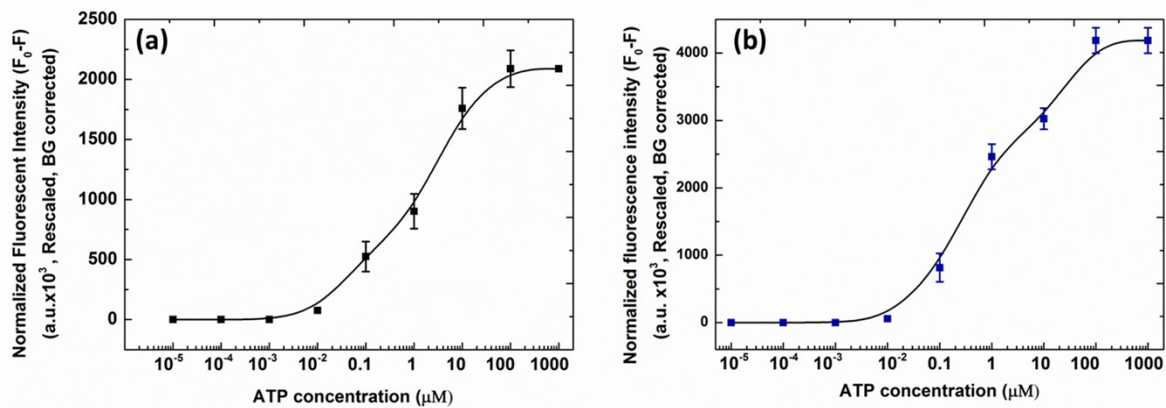 (a)
Normalized Fluorescent Intensity (F₀-F)
(a.u.x10³, Rescaled, BG corrected)
2500
2000
1500
1000
500
0
10⁻⁵ 10⁻⁴ 10⁻³ 10⁻² 0.1 1 10 100 1000
ATP concentration (μM)
(b)
Normalized fluorescence intensity (F₀-F)
(a.u. x10³, Rescaled, BG corrected)
4000
3000
2000
1000
0
10⁻⁵ 10⁻⁴ 10⁻³ 10⁻² 0.1 1 10 100 1000
ATP concentration (μM)